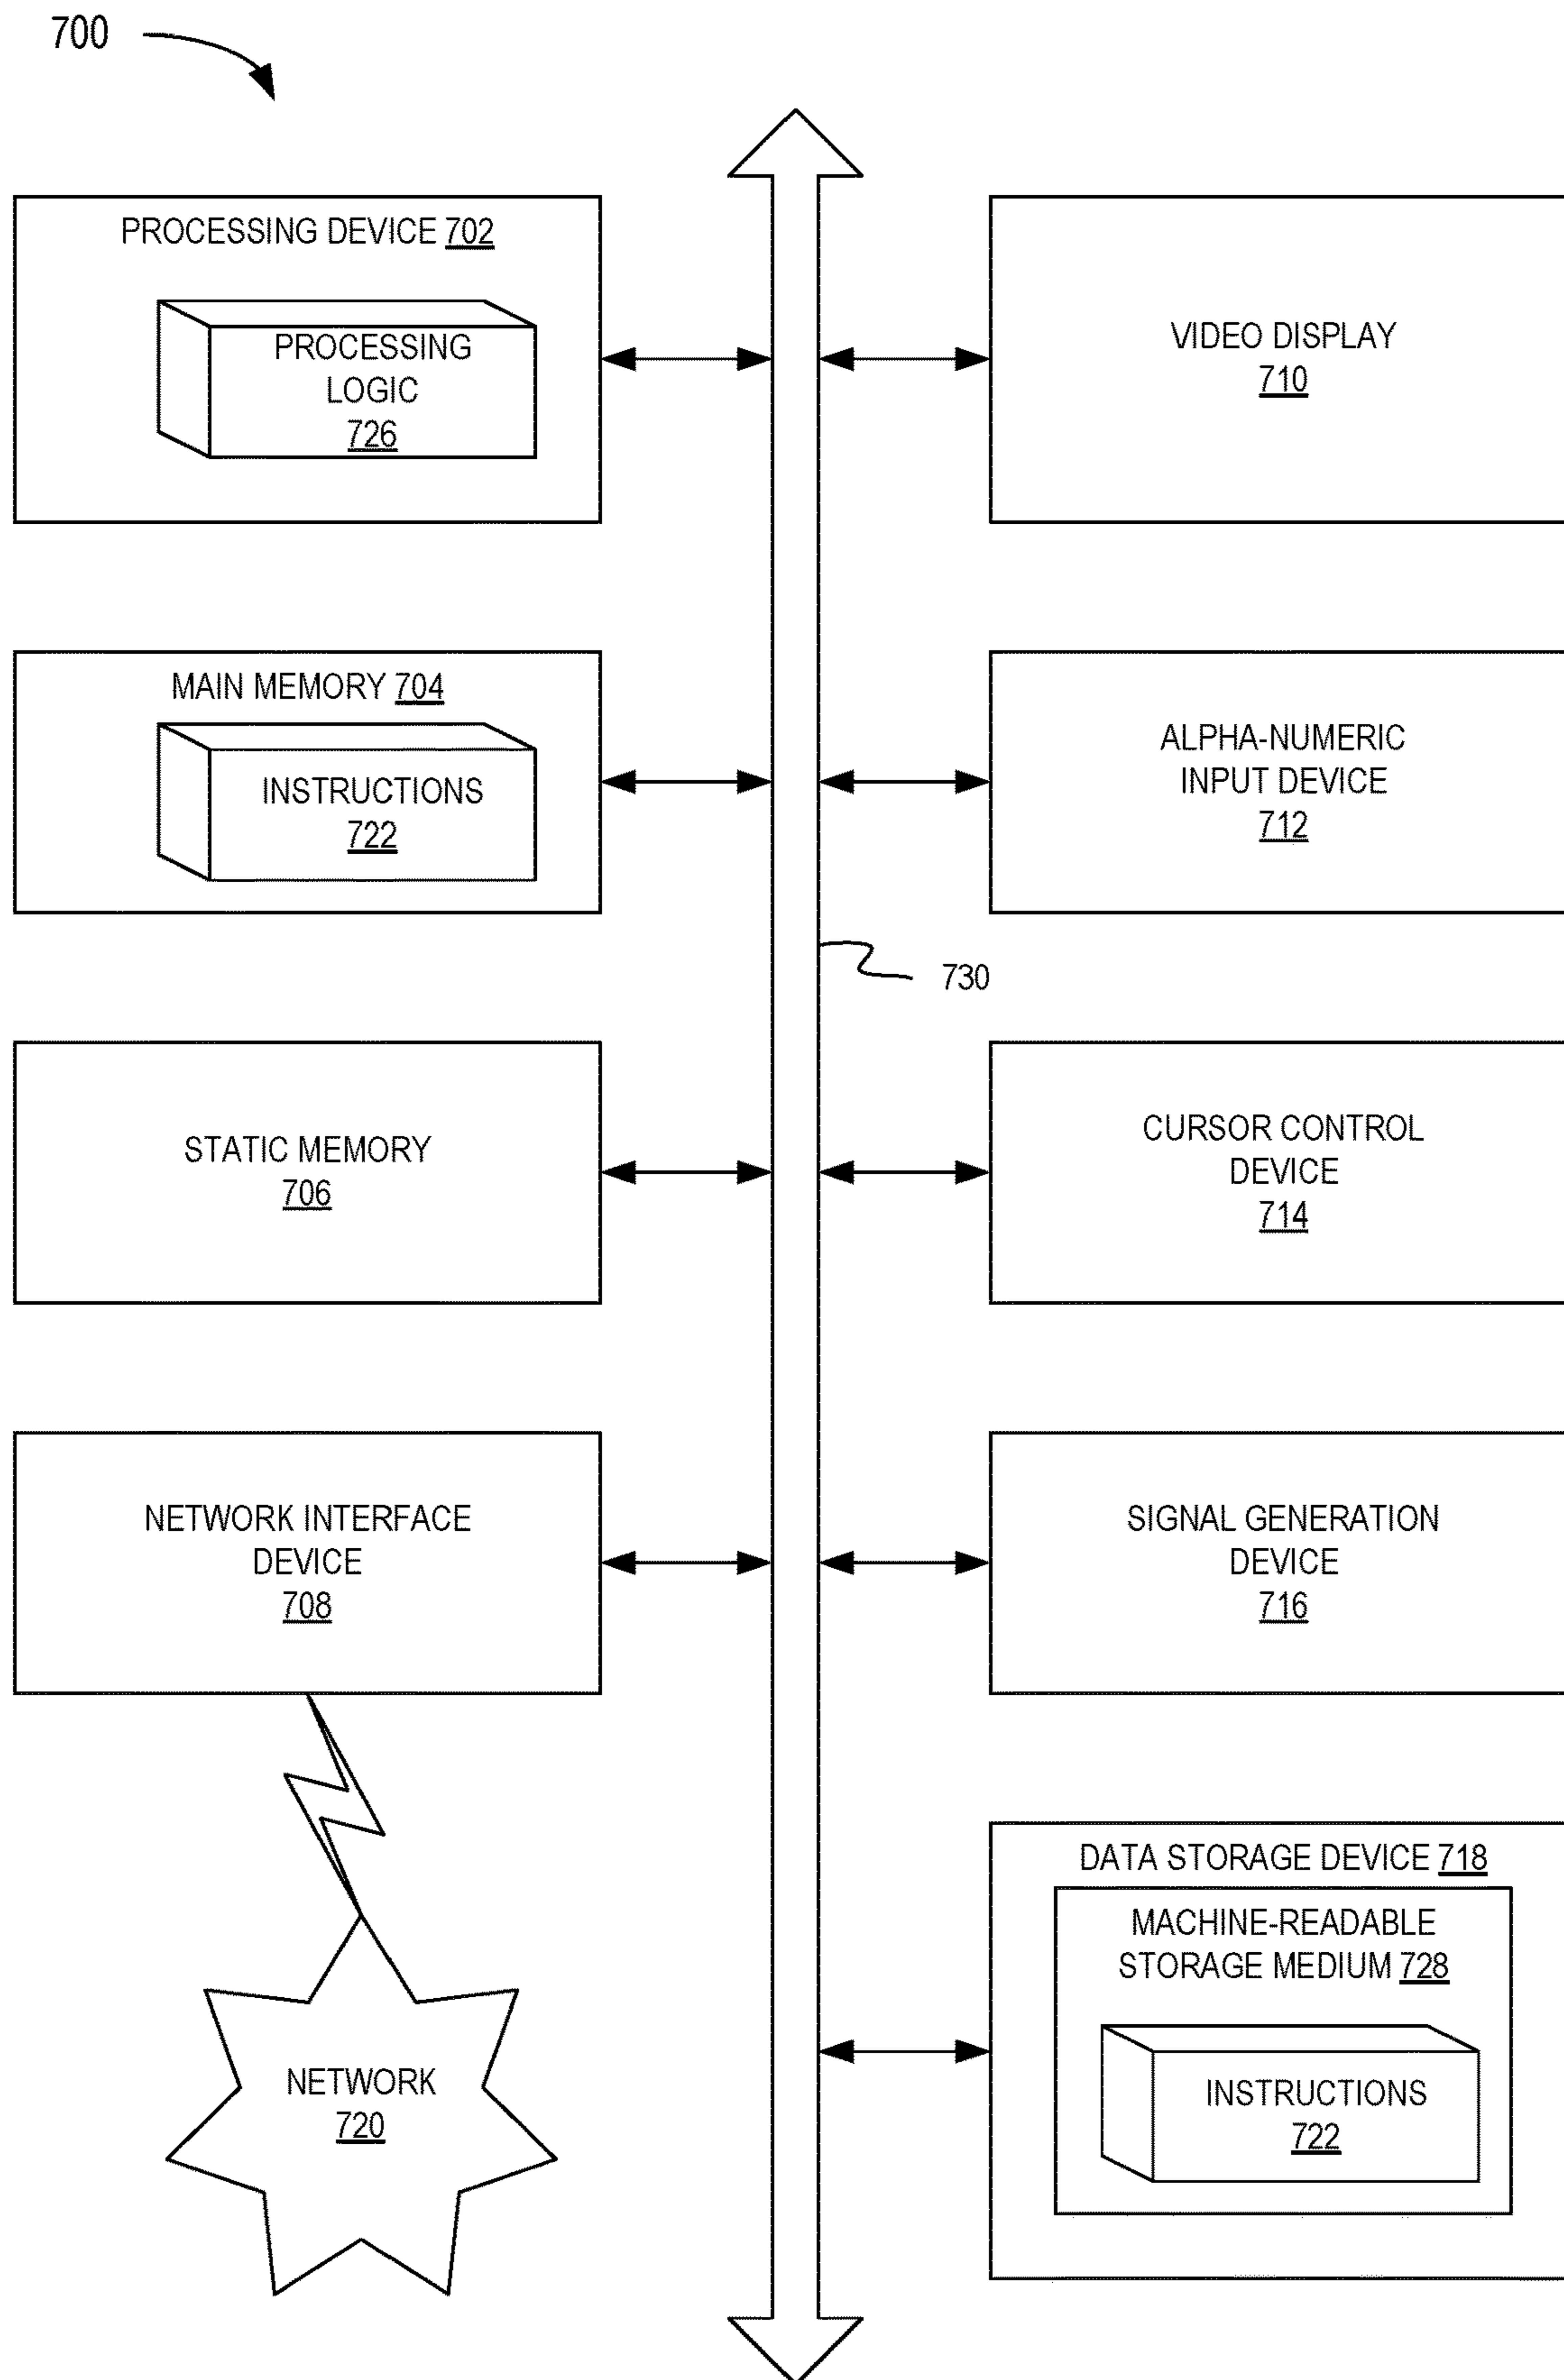 700
PROCESSING DEVICE 702
PROCESSING
LOGIC
726
VIDEO DISPLAY
710
MAIN MEMORY 704
INSTRUCTIONS
722
ALPHA-NUMERIC
INPUT DEVICE
712
730
STATIC MEMORY
706
CURSOR CONTROL
DEVICE
714
NETWORK INTERFACE
DEVICE
708
SIGNAL GENERATION
DEVICE
716
DATA STORAGE DEVICE 718
MACHINE-READABLE
STORAGE MEDIUM 728
INSTRUCTIONS
722
NETWORK
720